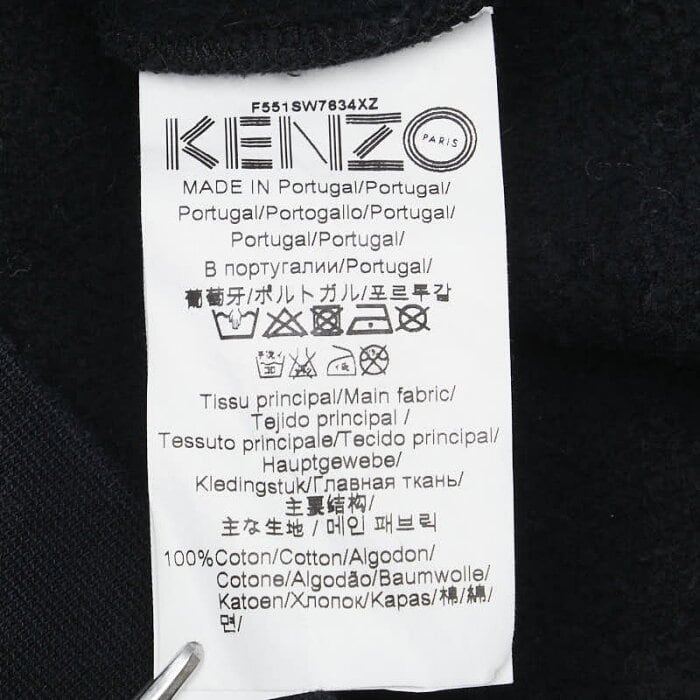 F551SW7634XZ
KENZO PARIS
MADE IN Portugal/Portugal/
Portugal/Portogallo/Portugal/
Portugal/Portugal/
В португалии/Portugal/
葡萄牙/ポルトガル/포르투갈
Tissu principal/Main fabric/
Tejido principal /
Tessuto principale/Tecido principal/
Hauptgewebe/
Kledingstuk/Главная ткань/
主要结构/
主な生地 / 메인 패브릭
100%Coton/Cotton/Algodon/
Cotone/Algodão/Baumwolle/
Katoen/Хлопок/Kapas/棉/綿/
면/